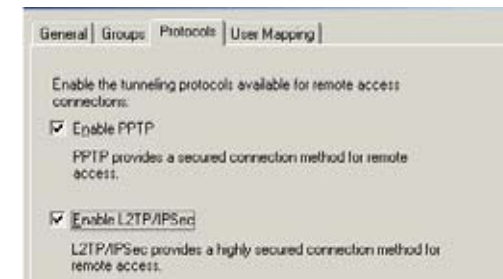 General Groups Protocols User Mapping
Enable the tunneling protocols available for remote access
connections:
Enable PPTP
PPTP provides a secured connection method for remote
access.
Enable L2TP/IPSec
L2TP/IPSec provides a highly secured connection method for
remote access.